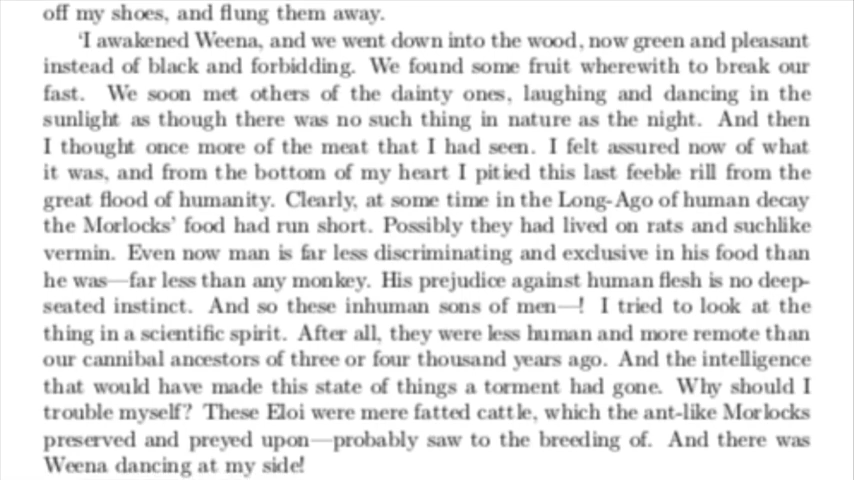 off my shoes, and flung them away.
‘I awakened Weena, and we went down into the wood, now green and pleasant
instead of black and forbidding. We found some fruit wherewith to break our
fast. We soon met others of the dainty ones, laughing and dancing in the
sunlight as though there was no such thing in nature as the night. And then
I thought once more of the meat that I had seen. I felt assured now of what
it was, and from the bottom of my heart I pitied this last feeble rill from the
great flood of humanity. Clearly, at some time in the Long-Ago of human decay
the Morlocks’ food had run short. Possibly they had lived on rats and suchlike
vermin. Even now man is far less discriminating and exclusive in his food than
he was—far less than any monkey. His prejudice against human flesh is no deep-
seated instinct. And so these inhuman sons of men—! I tried to look at the
thing in a scientific spirit. After all, they were less human and more remote than
our cannibal ancestors of three or four thousand years ago. And the intelligence
that would have made this state of things a torment had gone. Why should I
trouble myself? These Eloi were mere fatted cattle, which the ant-like Morlocks
preserved and preyed upon—probably saw to the breeding of. And there was
Weena dancing at my side!